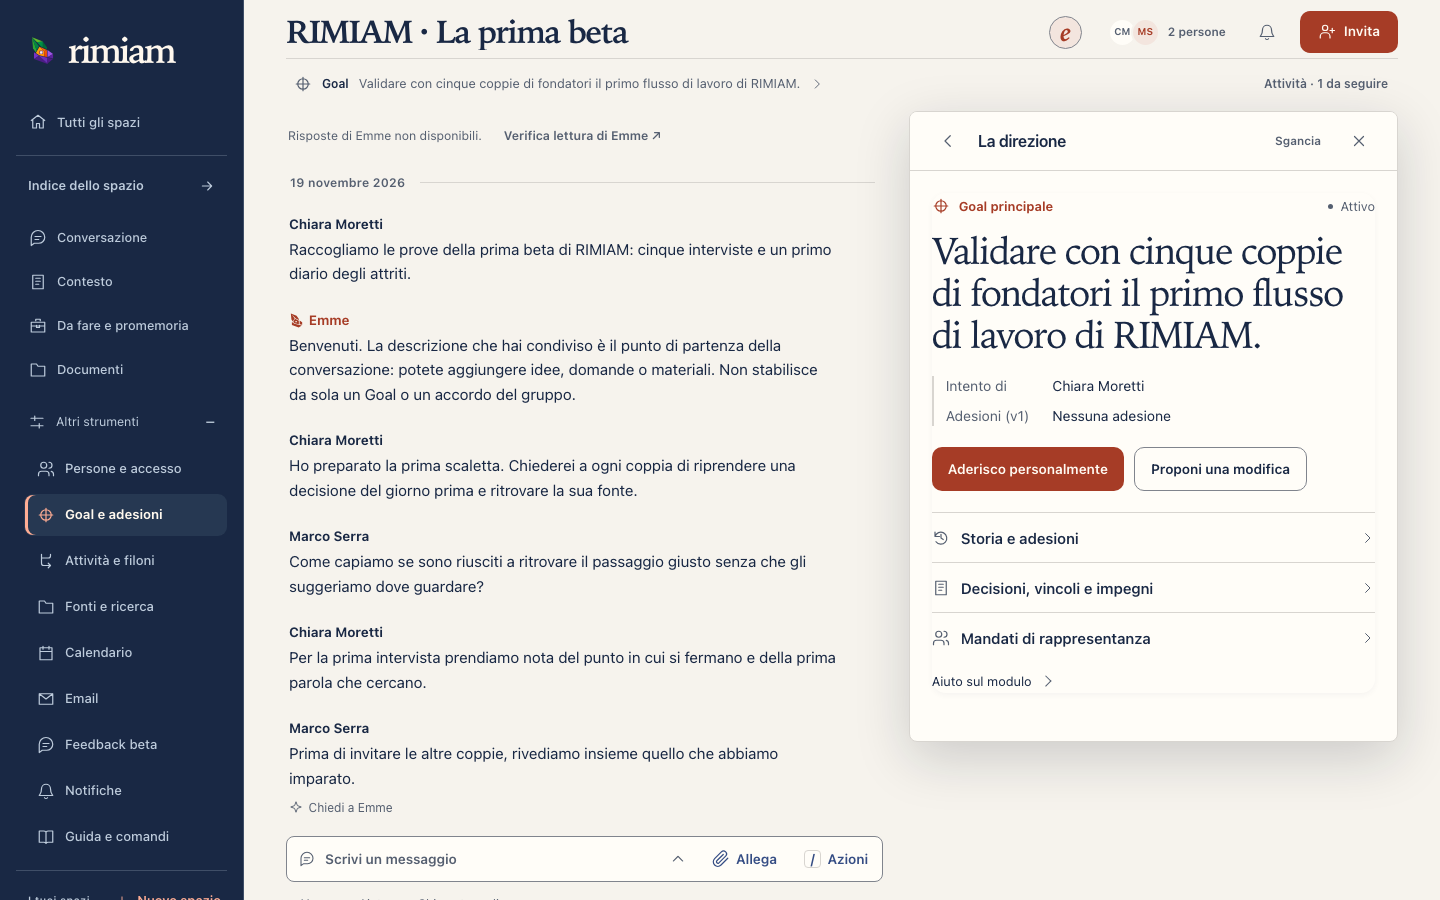 rimiam
Tutti gli spazi
Indice dello spazio
Conversazione
Contesto
Da fare e promemoria
Documenti
Altri strumenti
Persone e accesso
Goal e adesioni
Attività e filoni
Fonti e ricerca
Calendario
Email
Feedback beta
Notifiche
Guida e comandi
RIMIAM · La prima beta
e
CM
MS
2 persone
Invita
Goal Validare con cinque coppie di fondatori il primo flusso di lavoro di RIMIAM.
Attività · 1 da seguire
Risposte di Emme non disponibili.
Verifica lettura di Emme
19 novembre 2026
Chiara Moretti
Raccogliamo le prove della prima beta di RIMIAM: cinque interviste e un primo
diario degli attriti.
Emme
Benvenuti. La descrizione che hai condiviso è il punto di partenza della
conversazione: potete aggiungere idee, domande o materiali. Non stabilisce
da sola un Goal o un accordo del gruppo.
Chiara Moretti
Ho preparato la prima scaletta. Chiederei a ogni coppia di riprendere una
decisione del giorno prima e ritrovare la sua fonte.
Marco Serra
Come capiamo se sono riusciti a ritrovare il passaggio giusto senza che gli
suggeriamo dove guardare?
Chiara Moretti
Per la prima intervista prendiamo nota del punto in cui si fermano e della prima
parola che cercano.
Marco Serra
Prima di invitare le altre coppie, rivediamo insieme quello che abbiamo
imparato.
Chiedi a Emme
Scrivi un messaggio
Allega
/ Azioni
La direzione
Sgancia
Goal principale
Attivo
Validare con cinque coppie
di fondatori il primo flusso
di lavoro di RIMIAM.
Intento di Chiara Moretti
Adesioni (v1) Nessuna adesione
Aderisco personalmente
Proponi una modifica
Storia e adesioni
Decisioni, vincoli e impegni
Mandati di rappresentanza
Aiuto sul modulo